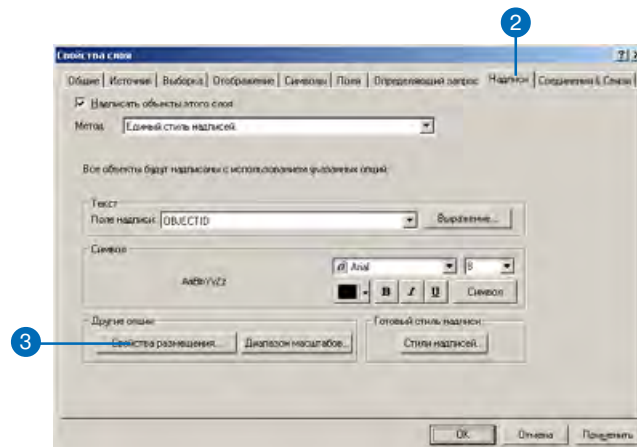 2
Свойства слоя
Общие Источник Выборка Отображение Символы Поля Определяющий запрос Надписи Соединения & Связи
Надписать объекты этого слоя
Метод: Единый стиль надписей.
Все объекты будут надписаны с использованием указанных опций.
Текст
Поле надписи: OBJECTID Выражение...
Символ
AaBbYyZz Arial 8
B I U Символ
Другие опции Готовый стиль надписи
3 Свойства размещения... Диапазон масштабов... Стили надписей...
OK Отмена Применить